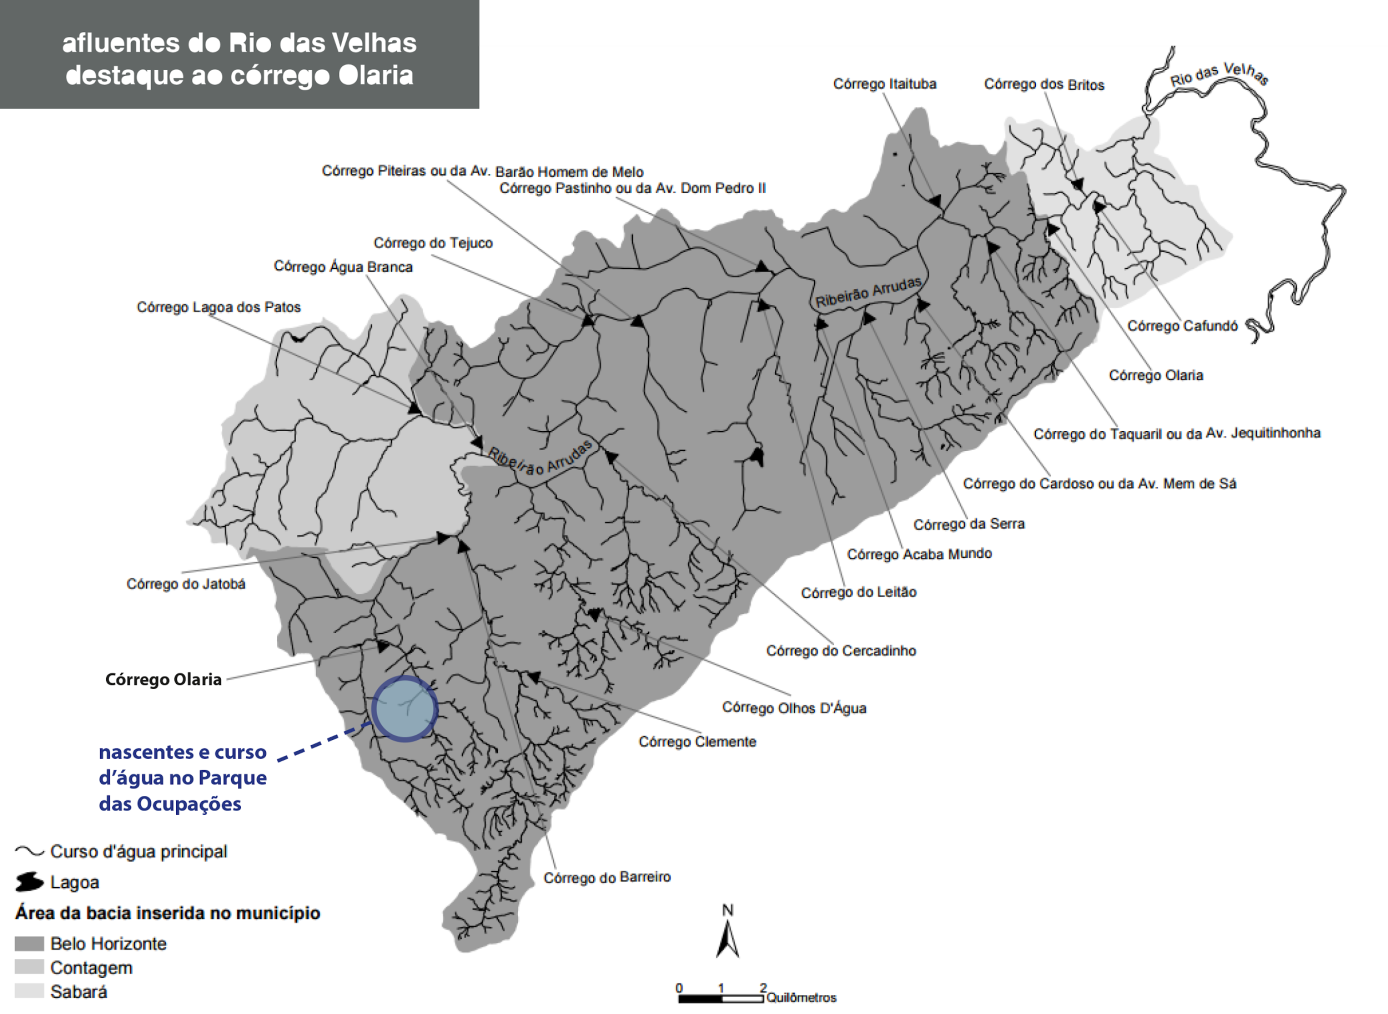 afluentes do Rio das Velhas
destaque ao córrego Olaria
Córrego Itaituba
Córrego dos Britos
Rio das Velhas
Córrego Piteiras ou da Av. Barão Homem de Melo
Córrego Pastinho ou da Av. Dom Pedro II
Córrego do Tejuco
Córrego Água Branca
Córrego Lagoa dos Patos
Ribeirão Arrudas
Córrego Cafundó
Córrego Olaria
Córrego do Taquaril ou da Av. Jequitinhonha
Ribeirão Arrudas
Córrego do Cardoso ou da Av. Mem de Sá
Córrego da Serra
Córrego Acaba Mundo
Córrego do Jatobá
Córrego do Leitão
Córrego do Cercadinho
Córrego Olaria
Córrego Olhos D'Água
Córrego Clemente
nascentes e curso
d'água no Parque
das Ocupações
Curso d'água principal
Córrego do Barreiro
Lagoa
Área da bacia inserida no município
Belo Horizonte
Contagem
Sabará
N
0 1 2
Quilômetros